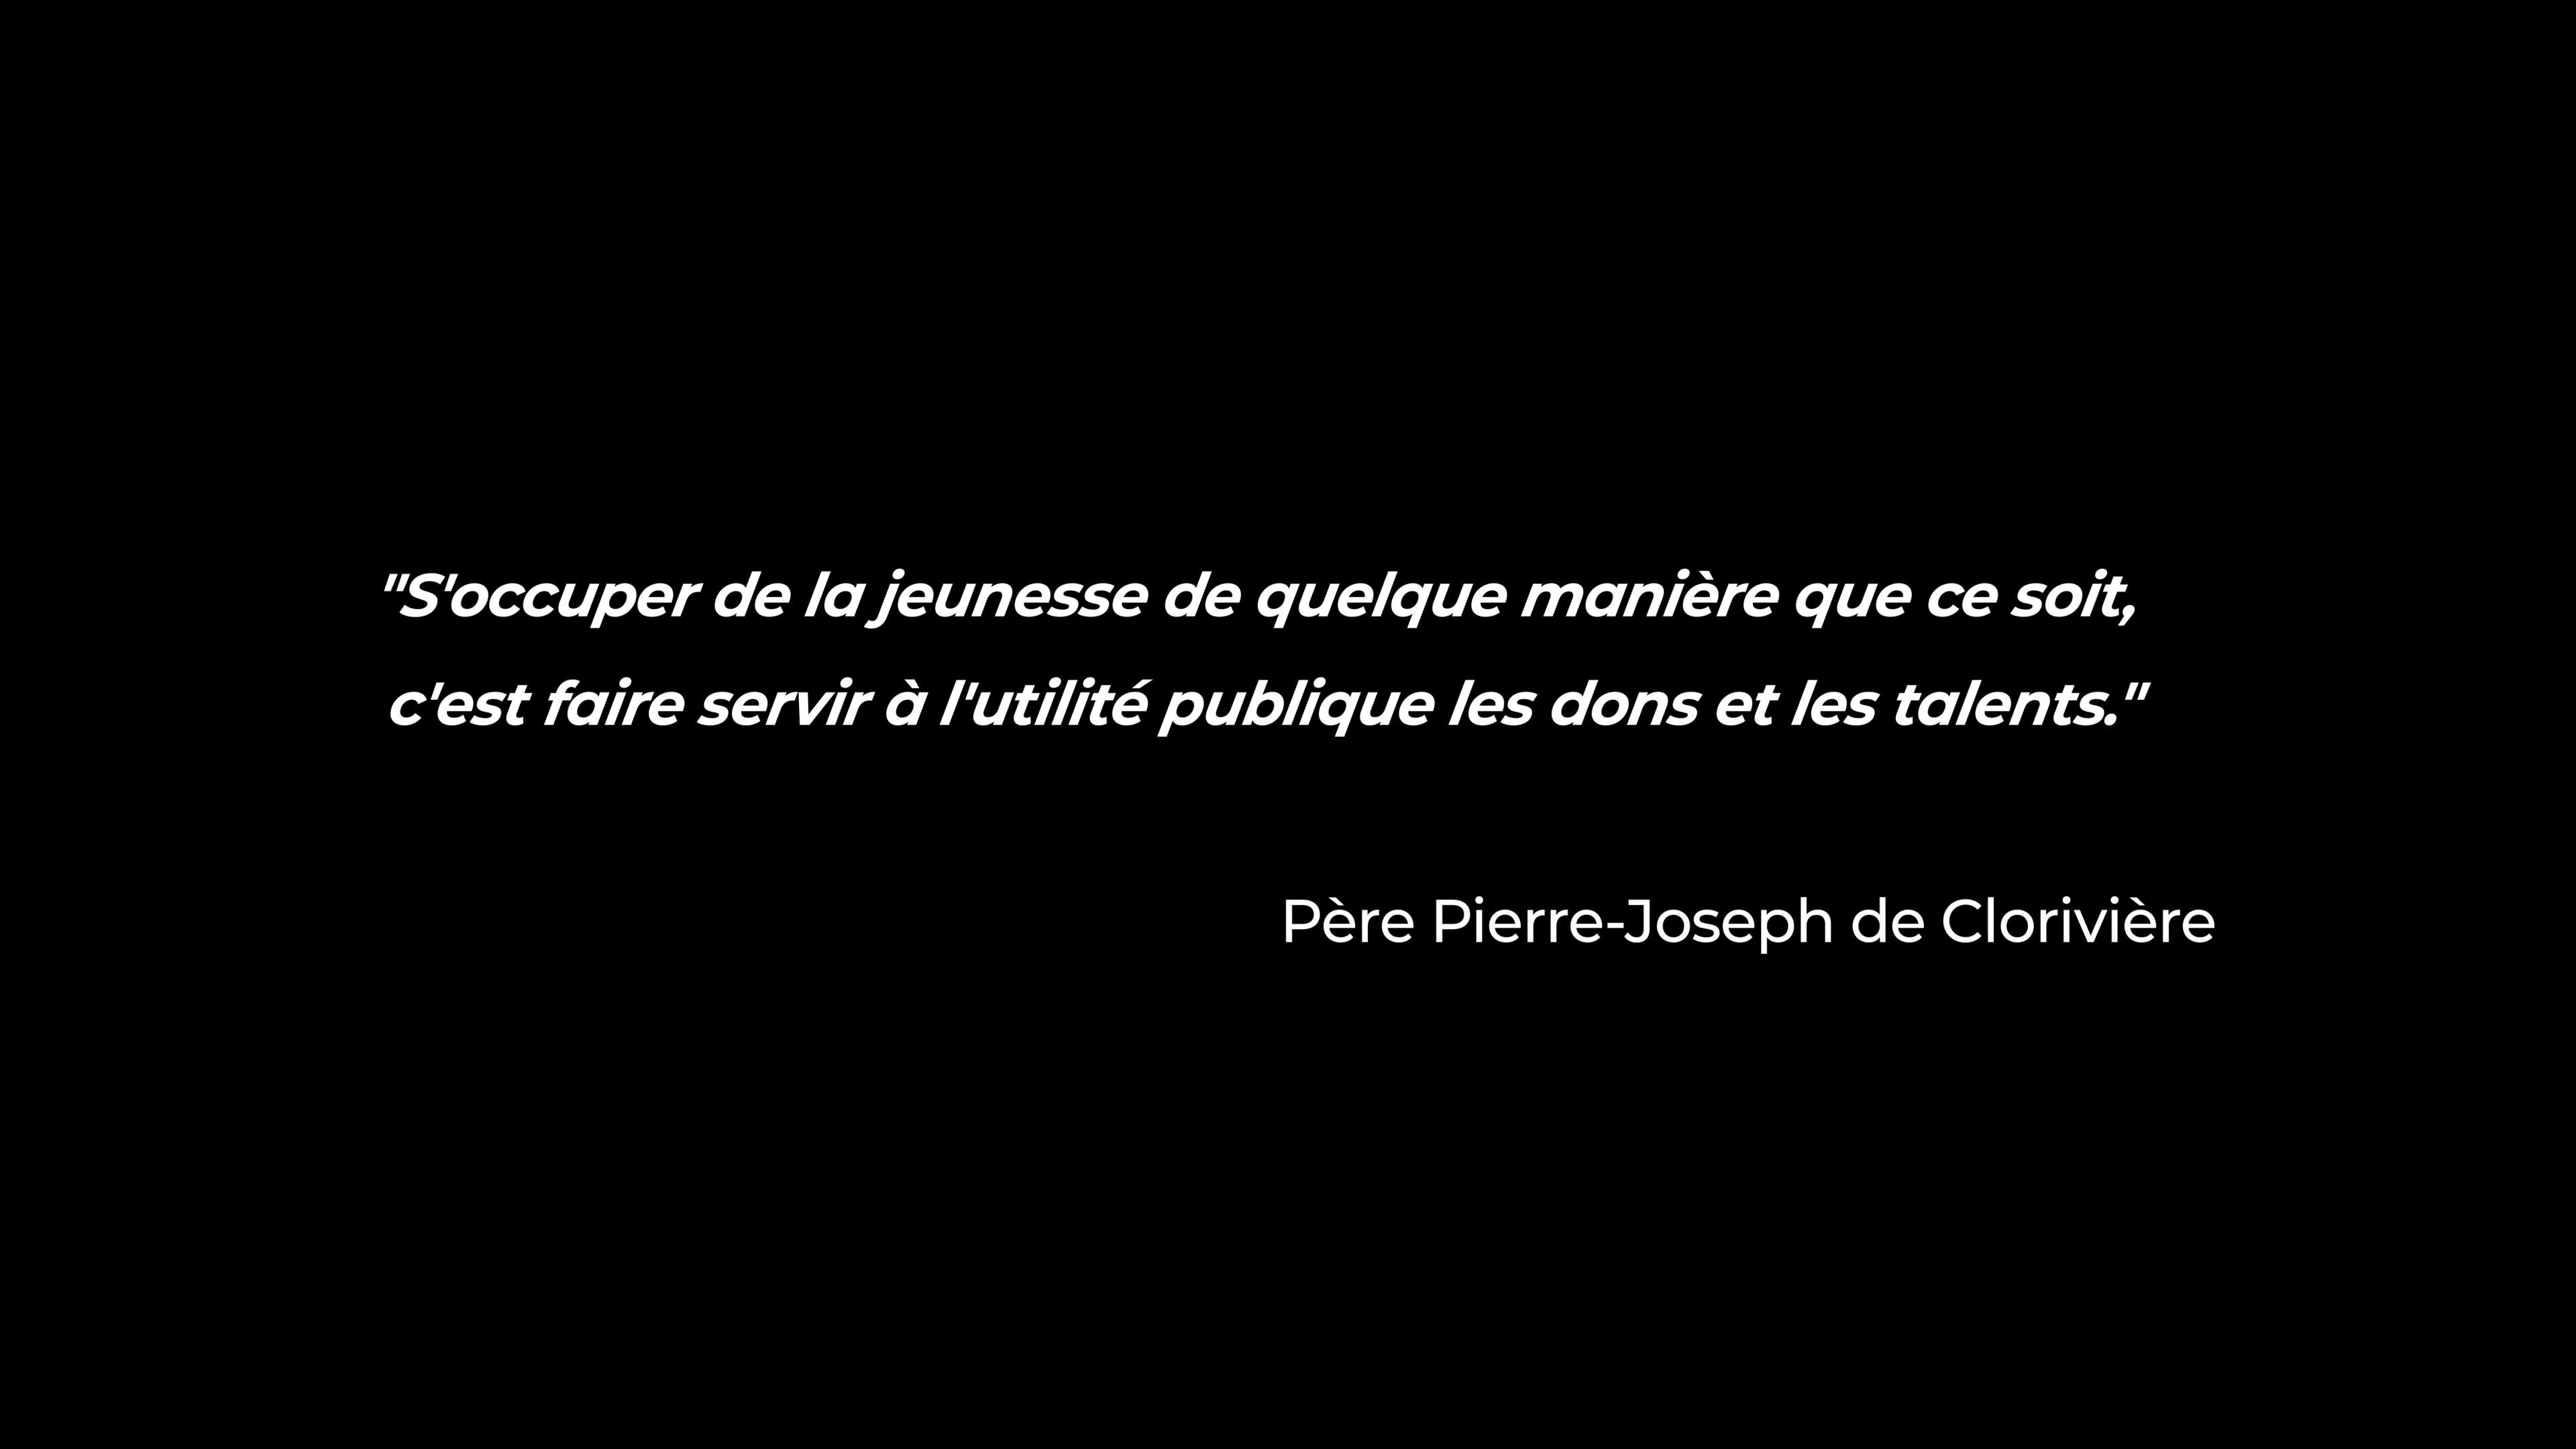 "S'occuper de la jeunesse de quelque manière que ce soit,
c'est faire servir à l'utilité publique les dons et les talents."
Père Pierre-Joseph de Clorivière